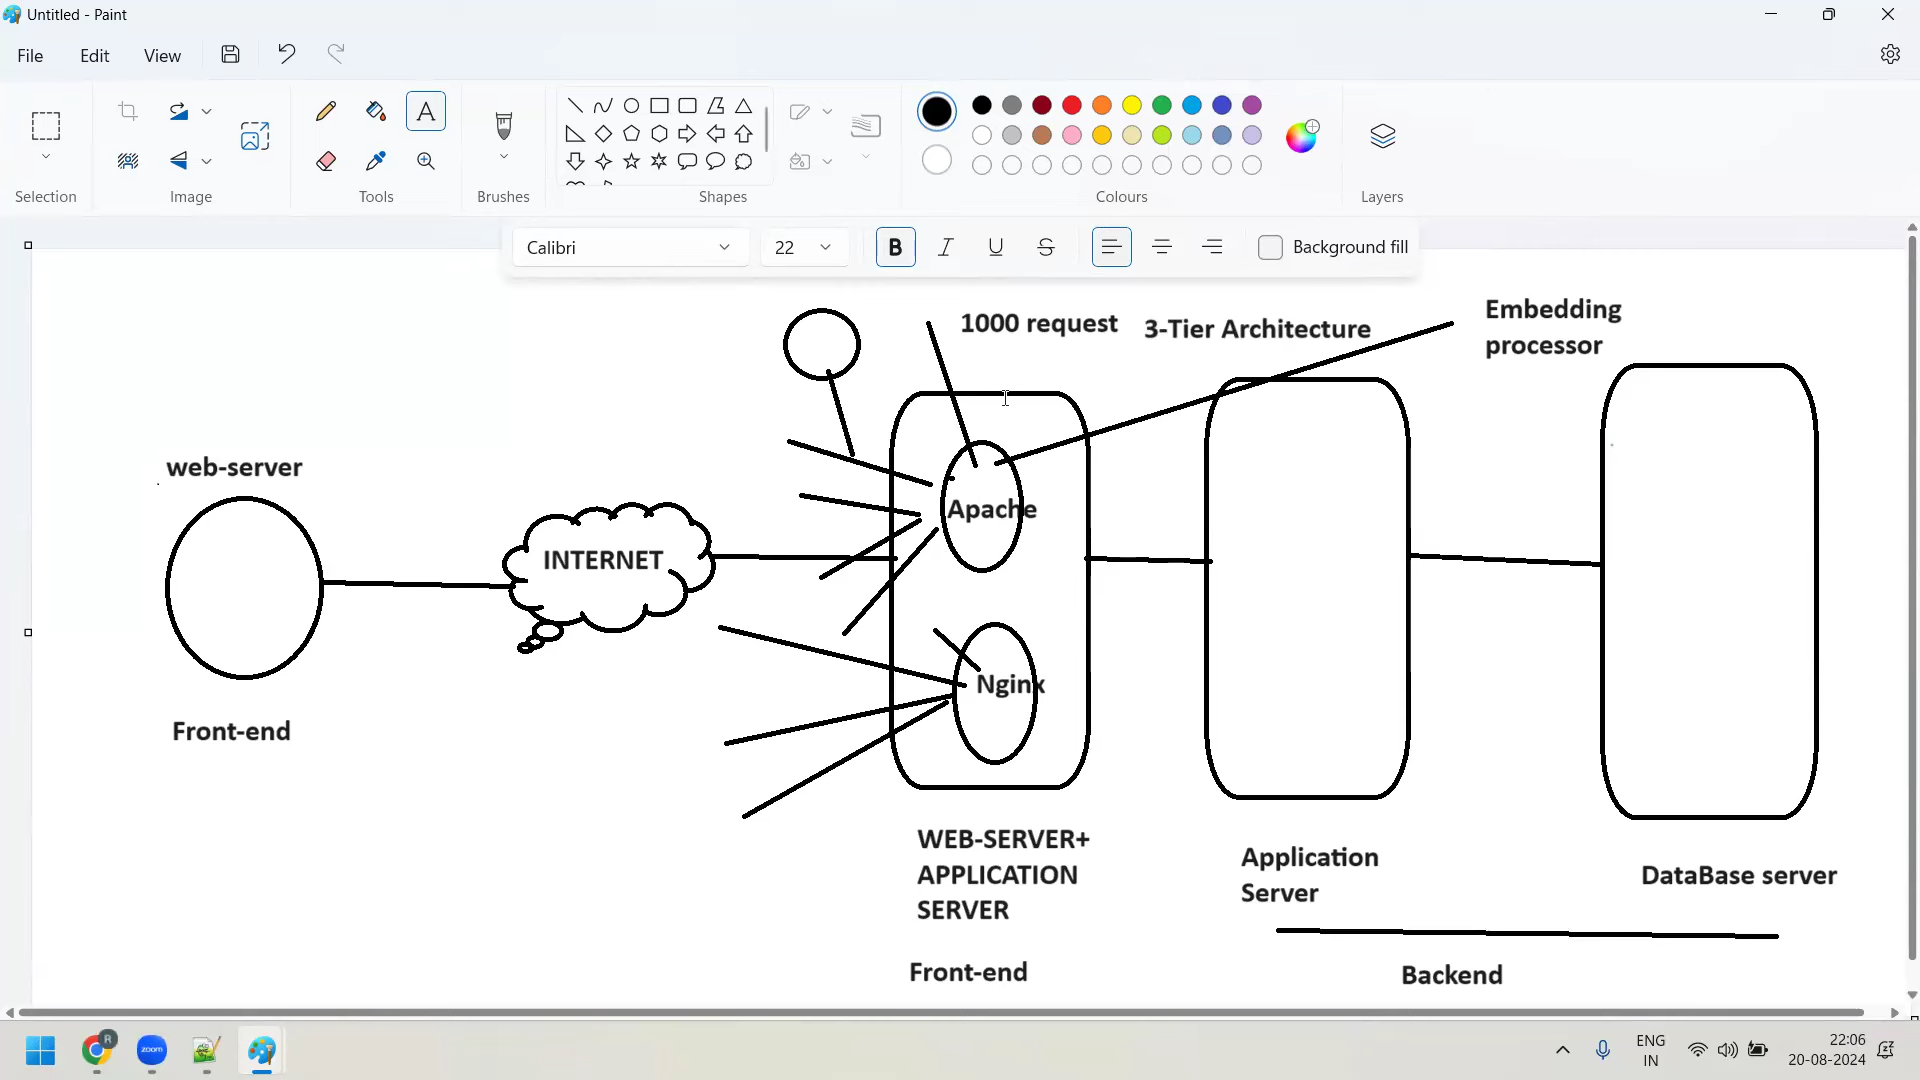 Untitled - Paint
File Edit View
Selection Image Tools Brushes Shapes Colours Layers
Calibri 22 B I U S Background fill
1000 request 3-Tier Architecture
Embedding
processor
web-server
INTERNET
Apache
Nginx
Front-end
WEB-SERVER+
APPLICATION
SERVER
Application
Server
DataBase server
Front-end
Backend
R
zoom
ENG
IN
22:06
20-08-2024